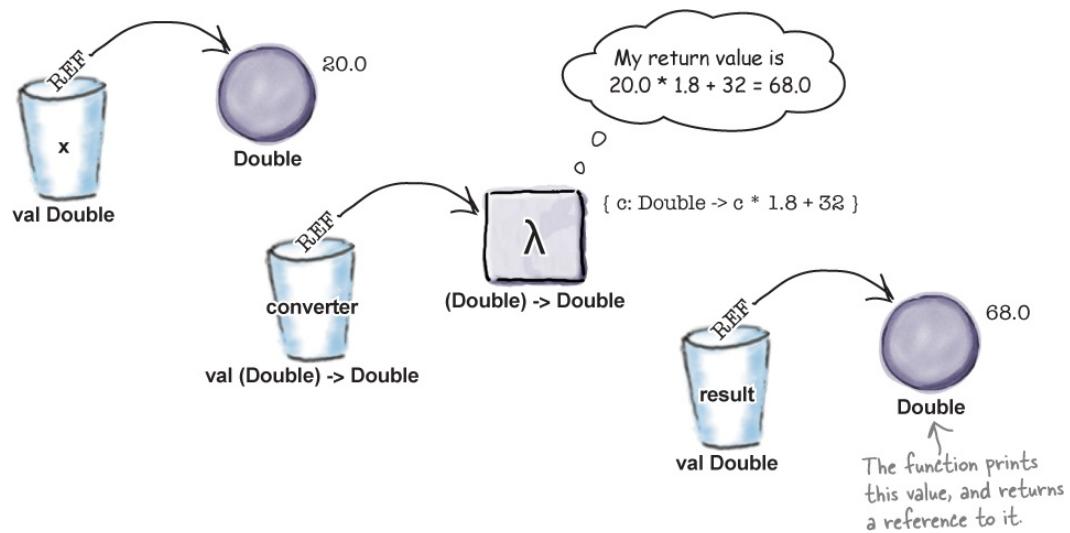 REF
20.0
x
Double
val Double
My return value is
20.0 * 1.8 + 32 = 68.0
REF
λ
{ c: Double -> c * 1.8 + 32 }
converter
(Double) -> Double
val (Double) -> Double
REF
68.0
result
Double
val Double
The function prints
this value, and returns
a reference to it.